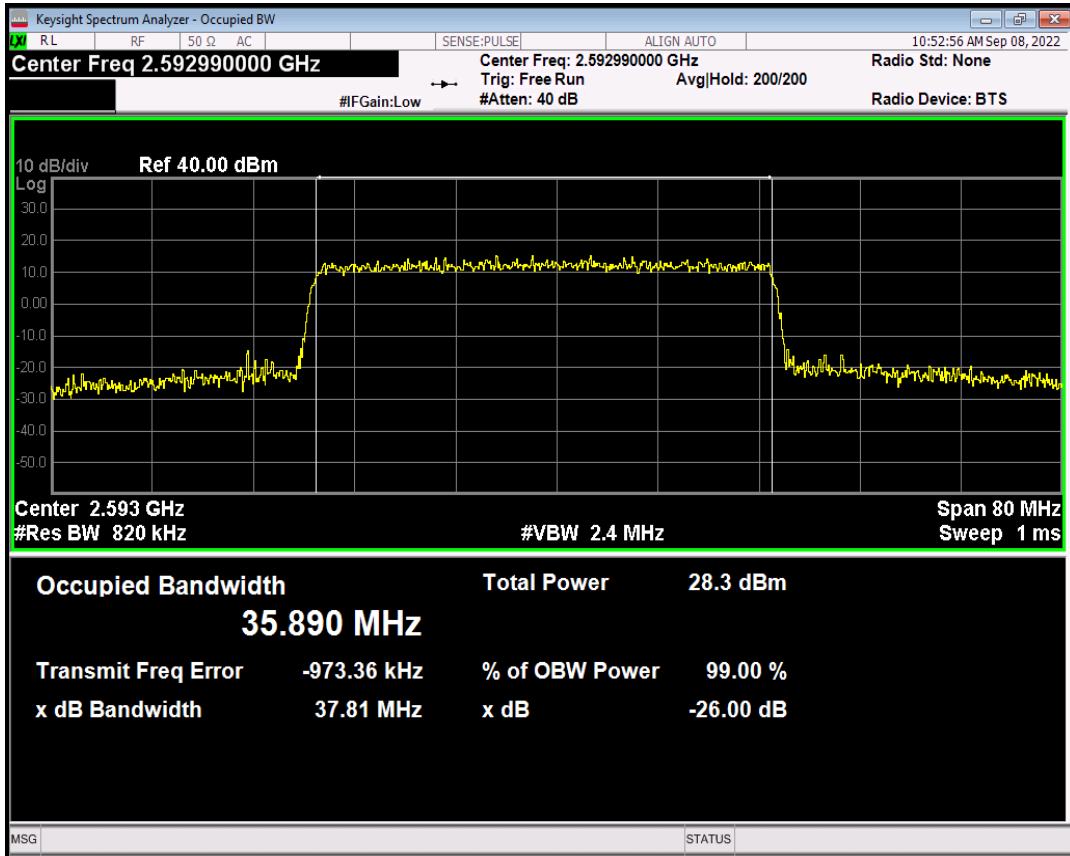 Keysight Spectrum Analyzer - Occupied BW
LXI RL RF 50 Ω AC SENSE:PULSE ALIGN AUTO 10:52:56 AM Sep 08, 2022
Center Freq 2.592990000 GHz
Center Freq: 2.592990000 GHz Radio Std: None
Trig: Free Run Avg|Hold: 200/200
#IFGain:Low #Atten: 40 dB Radio Device: BTS
10 dB/div Ref 40.00 dBm
Log
30.0
20.0
10.0
0.00
-10.0
-20.0
-30.0
-40.0
-50.0
Center 2.593 GHz Span 80 MHz
#Res BW 820 kHz #VBW 2.4 MHz Sweep 1 ms
Occupied Bandwidth Total Power 28.3 dBm
35.890 MHz
Transmit Freq Error -973.36 kHz % of OBW Power 99.00 %
x dB Bandwidth 37.81 MHz x dB -26.00 dB
MSG STATUS